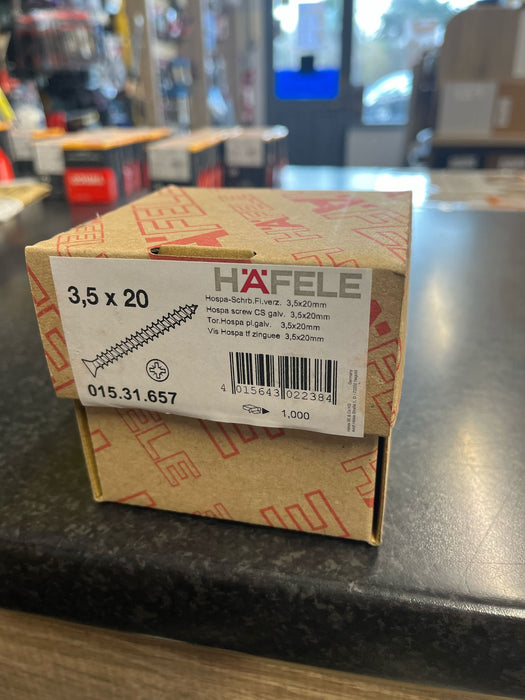 HÄFELE
3,5 x 20
Hospa-Schrb.Fi.verz. 3,5x20mm
Hospa screw CS galv. 3,5x20mm
Tor.Hospa pl.galv. 3,5x20mm
Vis Hospa tf zinguee 3,5x20mm
015.31.657
4 015643 022384
1,000